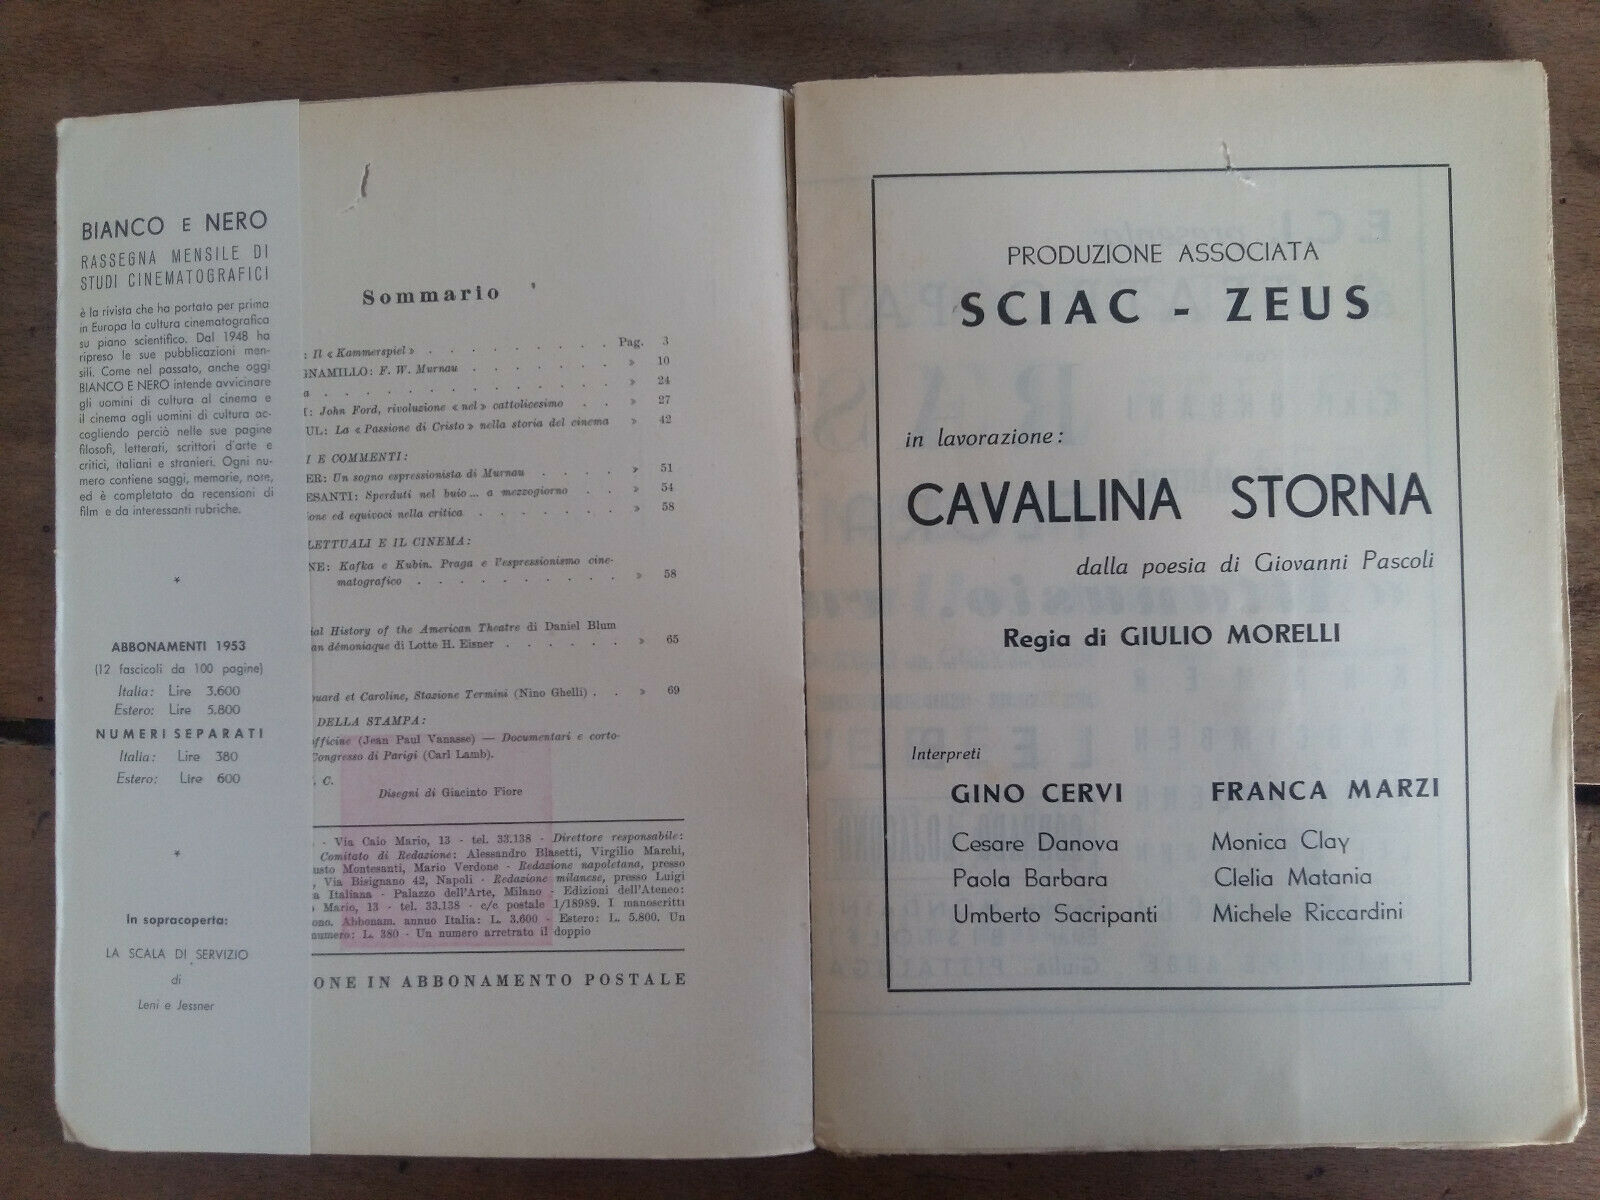 BIANCO E NERO
RASSEGNA MENSILE DI
STUDI CINEMATOGRAFICI
è la rivista che ha portato per prima
in Europa la cultura cinematografica
su piano scientifico. Dal 1948 ha
ripreso le sue pubblicazioni men-
sili. Come nel passato, anche oggi
BIANCO E NERO intende avvicinare
gli uomini di cultura al cinema e
il cinema agli uomini di cultura ac-
cogliendo perciò nelle sue pagine
filosofi, letterati, scrittori d'arte e
critici, italiani e stranieri. Ogni nu-
mero contiene saggi, memorie, note,
ed è completato da recensioni di
film e da interessanti rubriche.
*
ABBONAMENTI 1953
(12 fascicoli da 100 pagine)
Italia: Lire 3.600
Estero: Lire 5.800
NUMERI SEPARATI
Italia: Lire 380
Estero: Lire 600
*
In sopracoperta:
LA SCALA DI SERVIZIO
di
Leni e Jessner
Sommario
: Il « Kammerspiel » . . . . . . . . . Pag. 3
GNAMILLO: F. W. Murnau . . . . . . . » 10
. . . . . . . . . . » 24
: John Ford, rivoluzione « nel » cattolicesimo . . » 27
UL: La « Passione di Cristo » nella storia del cinema » 42
I E COMMENTI:
ER: Un sogno espressionista di Murnau . . . . » 51
ESANTI: Sperduti nel buio... a mezzogiorno . . » 54
one ed equivoci nella critica . . . . . . » 58
LETTUALI E IL CINEMA:
NE: Kafka e Kubin. Praga e l'espressionismo cine-
matografico . . . . . . . . . . » 58
ial History of the American Theatre di Daniel Blum
an démoniaque di Lotte H. Eisner . . . . . . » 65
ouard et Caroline, Stazione Termini (Nino Ghelli) . . » 69
DELLA STAMPA:
officine (Jean Paul Vanasse) — Documentari e corto-
Congresso di Parigi (Carl Lamb).
. C.
Disegni di Giacinto Fiore
- Via Caio Mario, 13 - tel. 33.138 - Direttore responsabile:
Comitato di Redazione: Alessandro Blasetti, Virgilio Marchi,
usto Montesanti, Mario Verdone - Redazione napoletana, presso
, Via Bisignano 42, Napoli - Redazione milanese, presso Luigi
a Italiana - Palazzo dell'Arte, Milano - Edizioni dell'Ateneo:
Mario, 13 - tel. 33.138 - c/c postale 1/18989. I manoscritti
ono. Abbonam. annuo Italia: L. 3.600 - Estero: L. 5.800. Un
numero: L. 380 - Un numero arretrato il doppio
ONE IN ABBONAMENTO POSTALE
PRODUZIONE ASSOCIATA
SCIAC - ZEUS
in lavorazione:
CAVALLINA STORNA
dalla poesia di Giovanni Pascoli
Regia di GIULIO MORELLI
Interpreti
GINO CERVI FRANCA MARZI
Cesare Danova Monica Clay
Paola Barbara Clelia Matania
Umberto Sacripanti Michele Riccardini